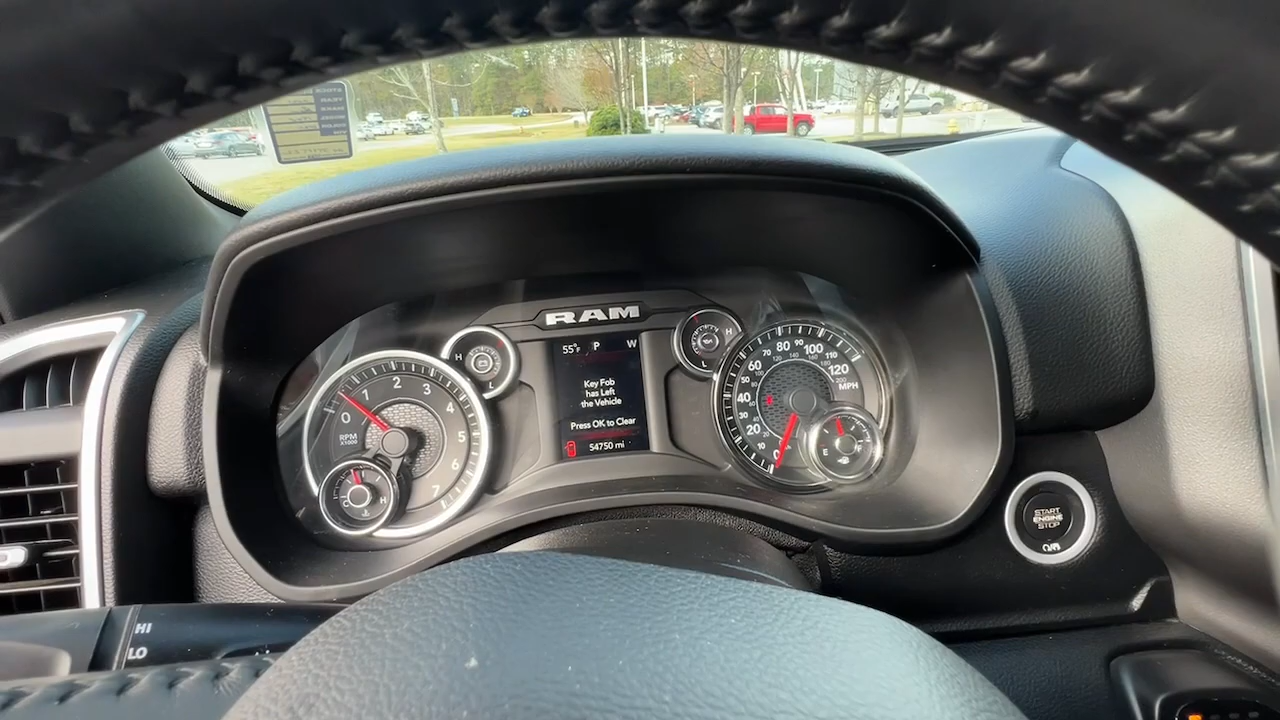 RAM
55°F P W
Key Fob
has Left
the Vehicle
Press OK to Clear
54750 mi
0 1 2 3 4 5 6 7
RPM
X1000
H
L
C H
H
L
0 10 20 30 40 50 60 70 80 90 100 110 120
MPH
E
START
ENGINE
STOP
HI
LO